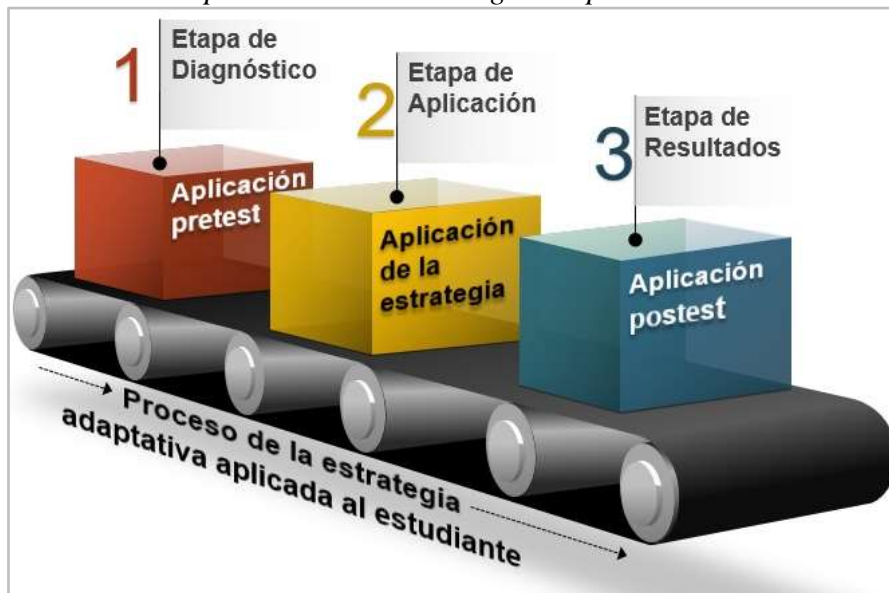 1
Etapa de
Diagnóstico
Aplicación
pretest
2
Etapa de
Aplicación
Aplicación
de la
estrategia
3
Etapa de
Resultados
Aplicación
postest
Proceso de la estrategia
adaptativa aplicada al estudiante